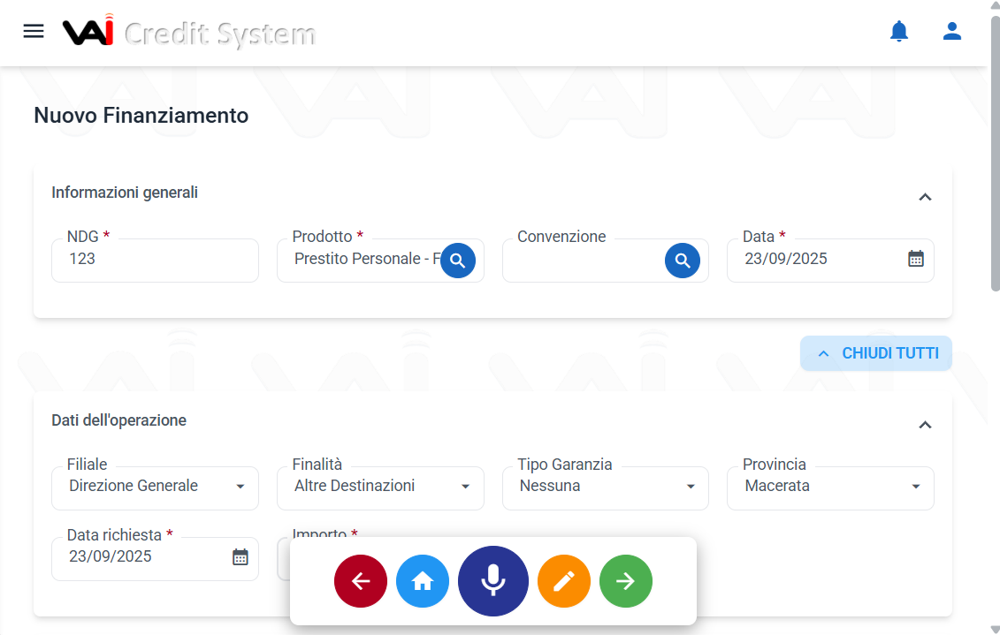 VAI Credit System
Nuovo Finanziamento
Informazioni generali
NDG *
123
Prodotto *
Prestito Personale - F
Convenzione
Data *
23/09/2025
CHIUDI TUTTI
Dati dell'operazione
Filiale
Direzione Generale
Finalità
Altre Destinazioni
Tipo Garanzia
Nessuna
Provincia
Macerata
Data richiesta *
23/09/2025
Importo *